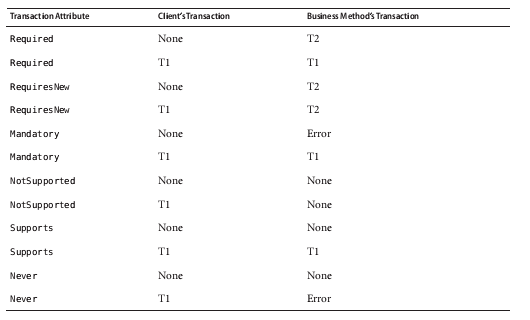 Transaction Attribute Client's Transaction Business Method's Transaction
Required None T2
Required T1 T1
RequiresNew None T2
RequiresNew T1 T2
Mandatory None Error
Mandatory T1 T1
NotSupported None None
NotSupported T1 None
Supports None None
Supports T1 T1
Never None None
Never T1 Error